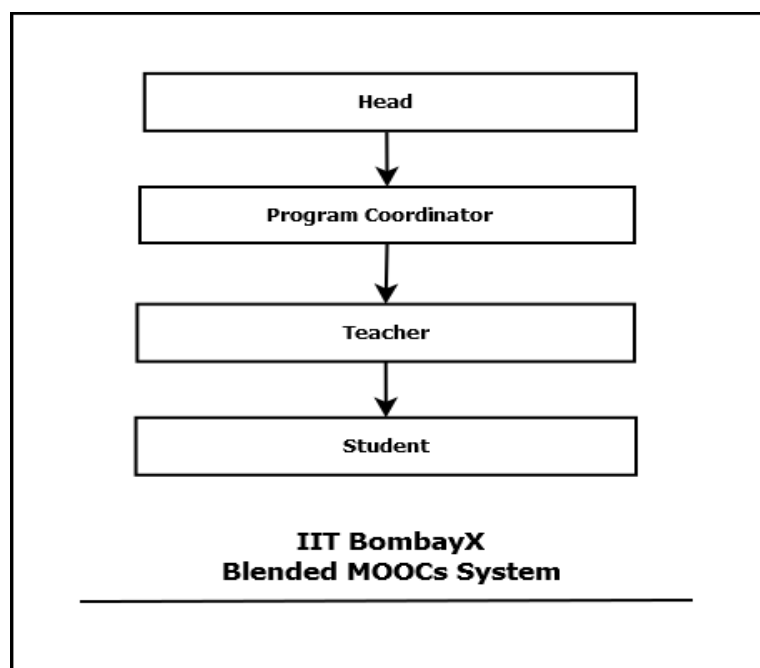 Head
Program Coordinator
Teacher
Student
IIT BombayX
Blended MOOCs System